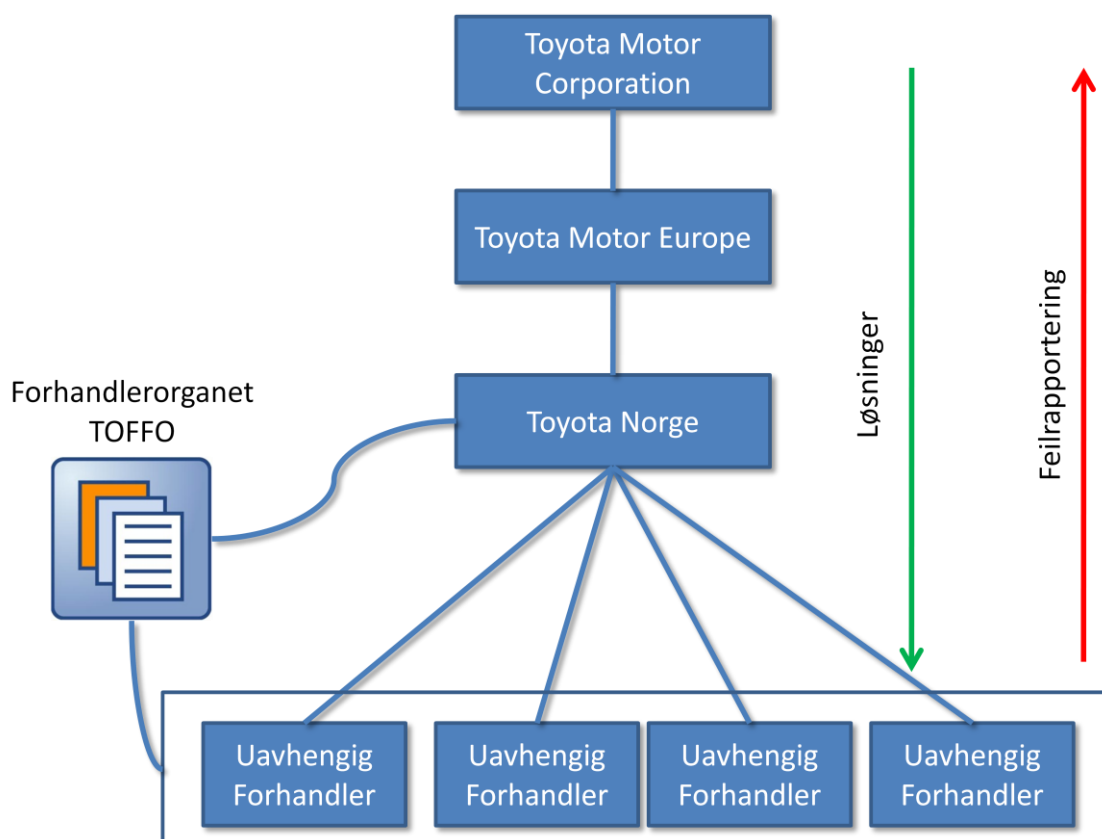 Toyota Motor
Corporation
Toyota Motor Europe
Løsninger
Feilrapportering
Forhandlerorganet
TOFFO
Toyota Norge
Uavhengig
Forhandler
Uavhengig
Forhandler
Uavhengig
Forhandler
Uavhengig
Forhandler